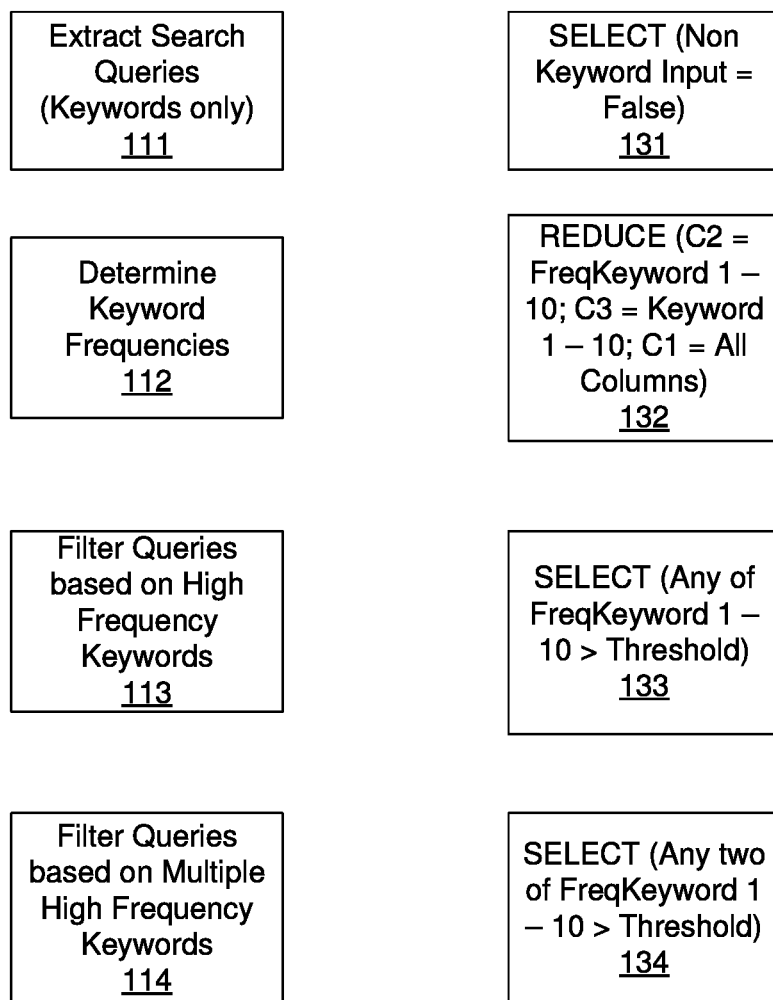 Extract Search
Queries
(Keywords only)
111
SELECT (Non
Keyword Input =
False)
131
Determine
Keyword
Frequencies
112
REDUCE (C2 =
FreqKeyword 1 –
10; C3 = Keyword
1 – 10; C1 = All
Columns)
132
Filter Queries
based on High
Frequency
Keywords
113
SELECT (Any of
FreqKeyword 1 –
10 > Threshold)
133
Filter Queries
based on Multiple
High Frequency
Keywords
114
SELECT (Any two
of FreqKeyword 1
– 10 > Threshold)
134